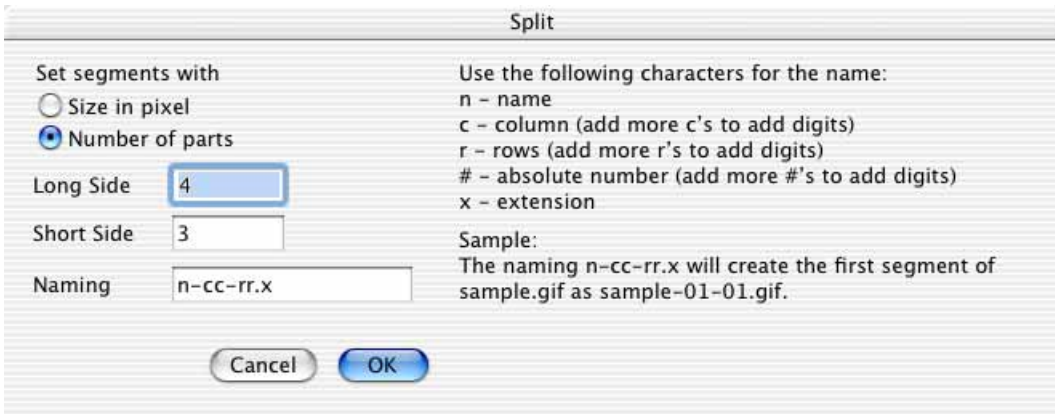 Split
Set segments with
Size in pixel
Number of parts
Long Side 4
Short Side 3
Naming n-cc-rr.x
Cancel OK
Use the following characters for the name:
n - name
c - column (add more c's to add digits)
r - rows (add more r's to add digits)
# - absolute number (add more #'s to add digits)
x - extension
Sample:
The naming n-cc-rr.x will create the first segment of
sample.gif as sample-01-01.gif.